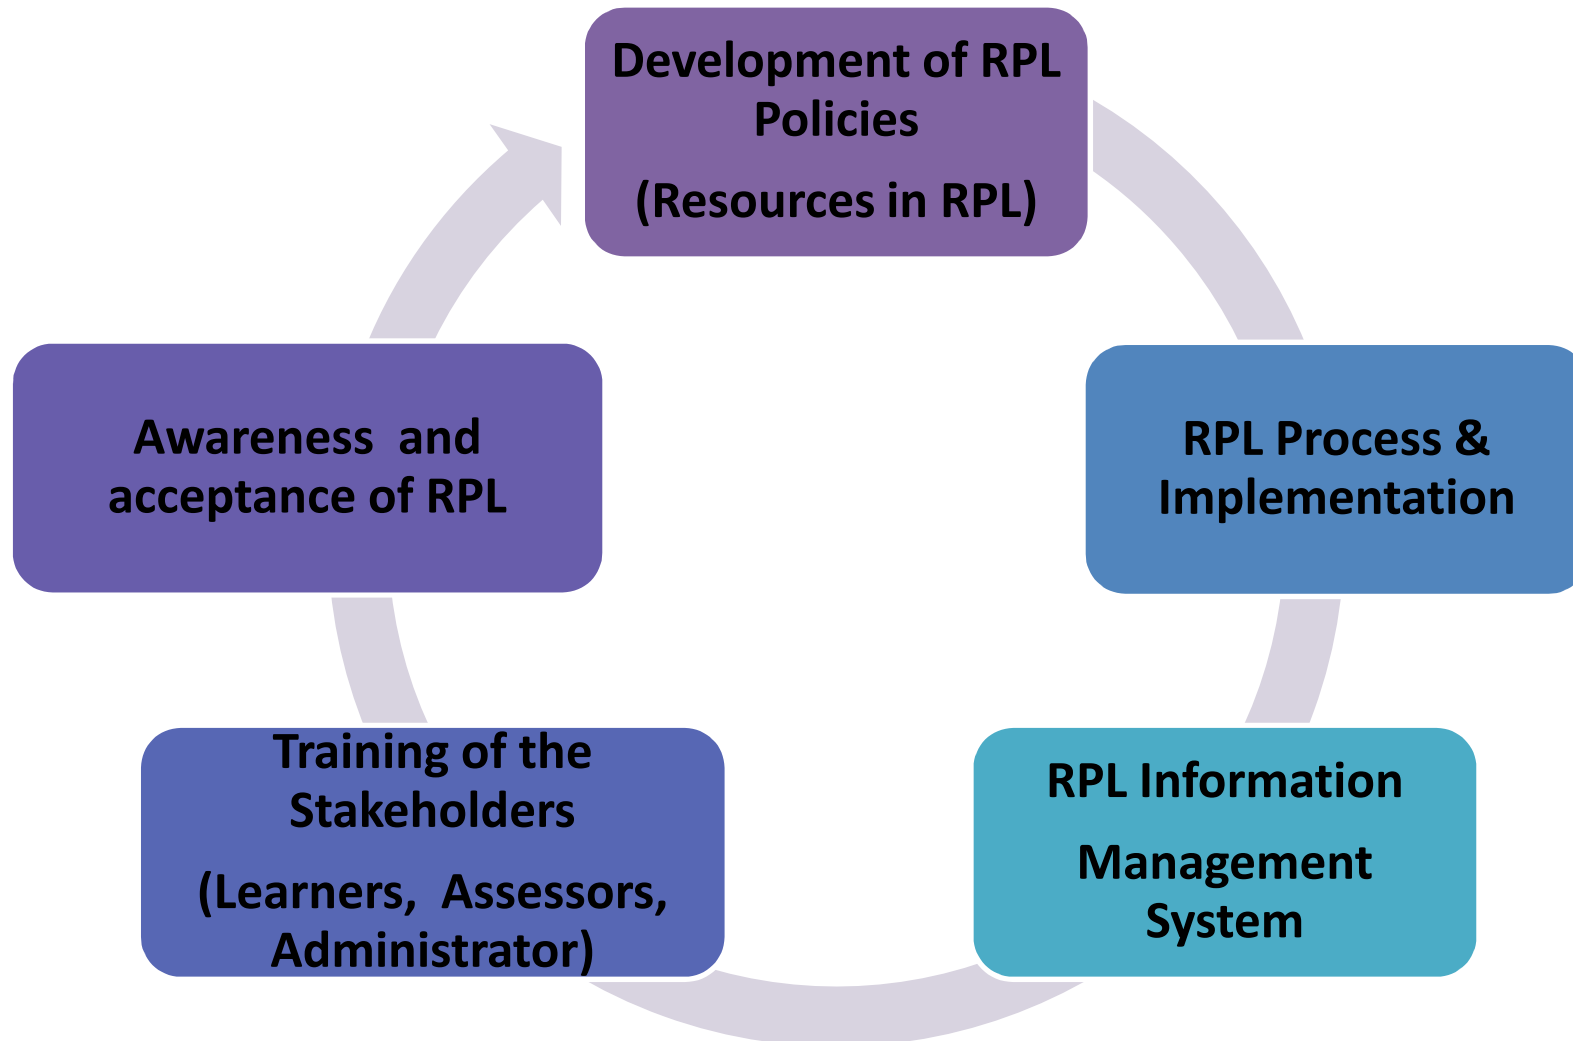 Development of RPL
Policies
(Resources in RPL)
RPL Process &
Implementation
RPL Information
Management
System
Training of the
Stakeholders
(Learners,  Assessors,
Administrator)
Awareness  and
acceptance of RPL